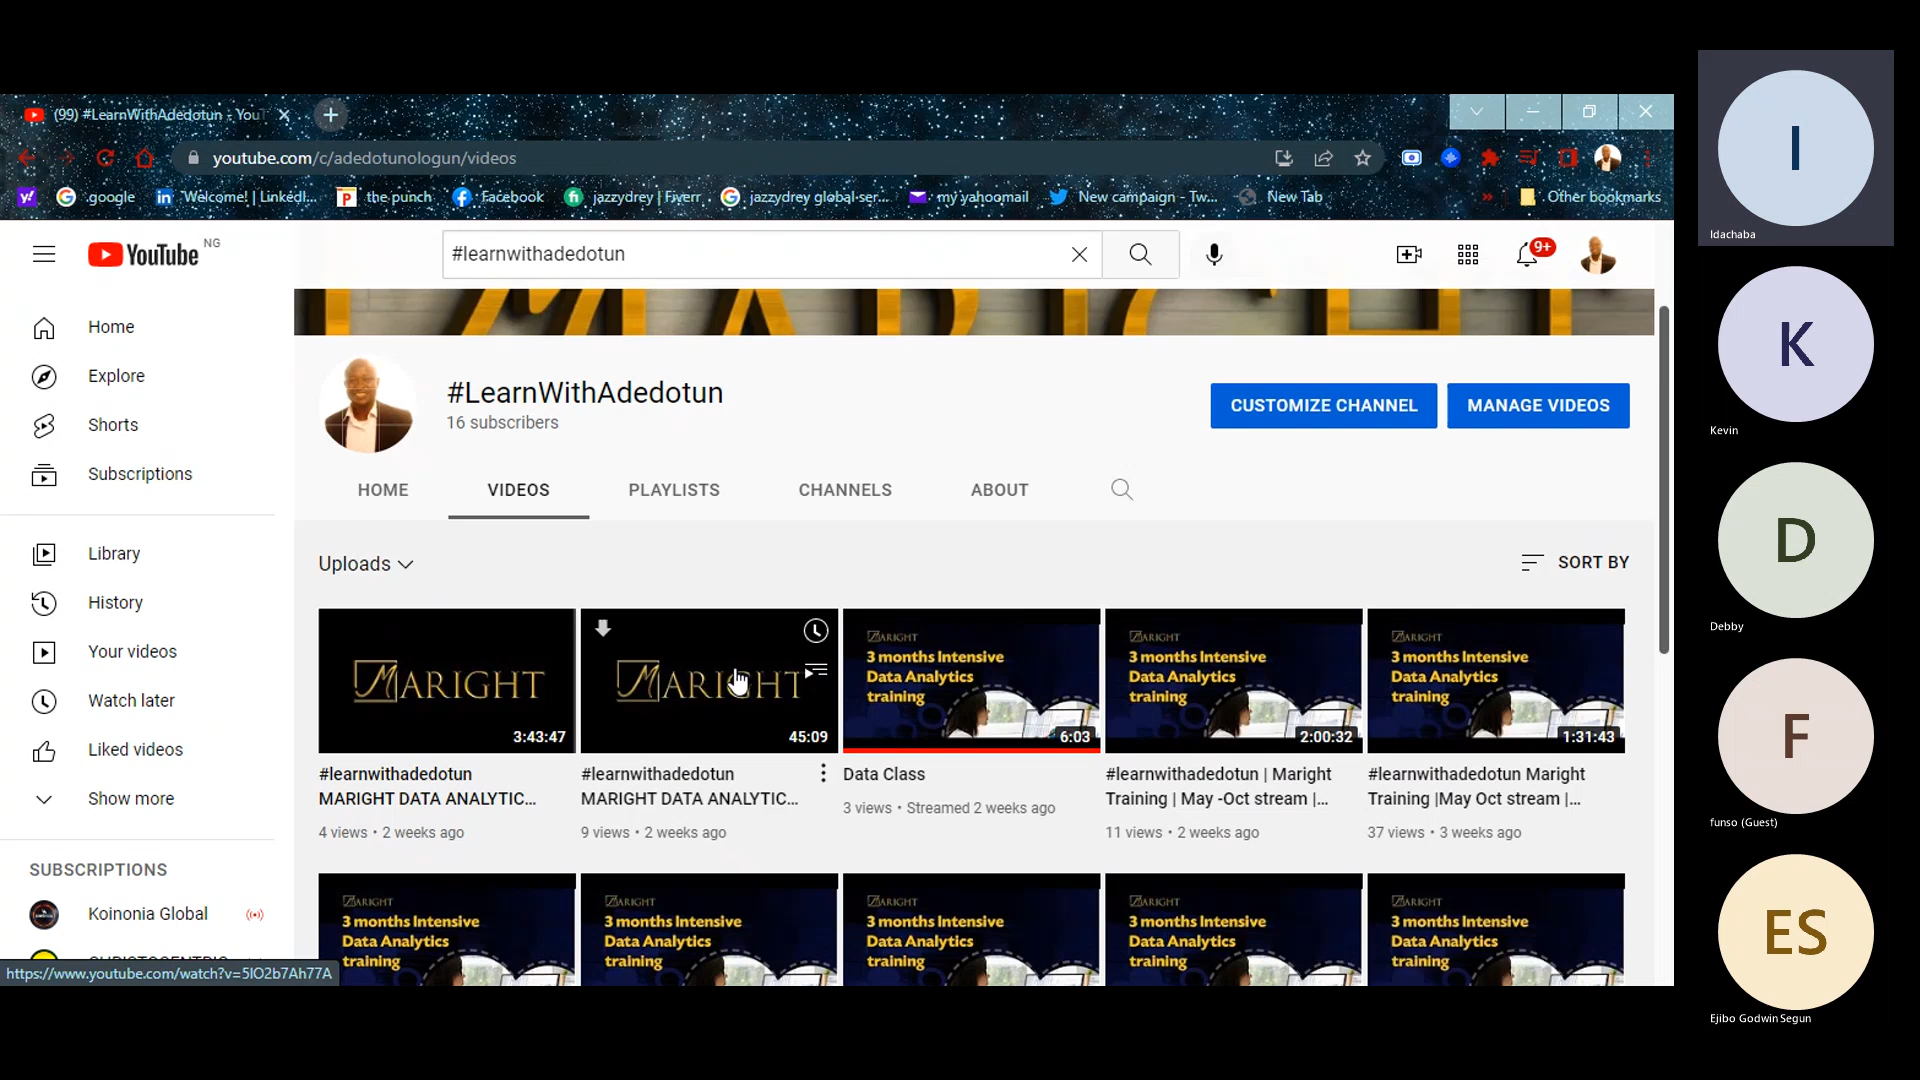 (99) #LearnWithAdedotun - YouT
youtube.com/c/adedotunologun/videos
.google
Welcome! | LinkedI...
the punch
Facebook
jazzydrey | Fiverr
jazzydrey global ser...
my yahoomail
New campaign - Tw...
New Tab
»
Other bookmarks
YouTube NG
#learnwithadedotun
9+
Home
Explore
Shorts
Subscriptions
Library
History
Your videos
Watch later
Liked videos
Show more
SUBSCRIPTIONS
Koinonia Global
https://www.youtube.com/watch?v=5lO2b7Ah77A
MARIGHT
#LearnWithAdedotun
16 subscribers
CUSTOMIZE CHANNEL
MANAGE VIDEOS
HOME
VIDEOS
PLAYLISTS
CHANNELS
ABOUT
Uploads
SORT BY
MARIGHT
3:43:47
#learnwithadedotun
MARIGHT DATA ANALYTIC...
4 views • 2 weeks ago
MARIGHT
45:09
#learnwithadedotun
MARIGHT DATA ANALYTIC...
9 views • 2 weeks ago
MARIGHT
3 months Intensive
Data Analytics
training
6:03
Data Class
3 views • Streamed 2 weeks ago
MARIGHT
3 months Intensive
Data Analytics
training
2:00:32
#learnwithadedotun | Maright
Training | May -Oct stream |...
11 views • 2 weeks ago
MARIGHT
3 months Intensive
Data Analytics
training
1:31:43
#learnwithadedotun Maright
Training |May Oct stream |...
37 views • 3 weeks ago
MARIGHT
3 months Intensive
Data Analytics
training
MARIGHT
3 months Intensive
Data Analytics
training
MARIGHT
3 months Intensive
Data Analytics
training
MARIGHT
3 months Intensive
Data Analytics
training
MARIGHT
3 months Intensive
Data Analytics
training
I
Idachaba
K
Kevin
D
Debby
F
funso (Guest)
ES
Ejibo Godwin Segun